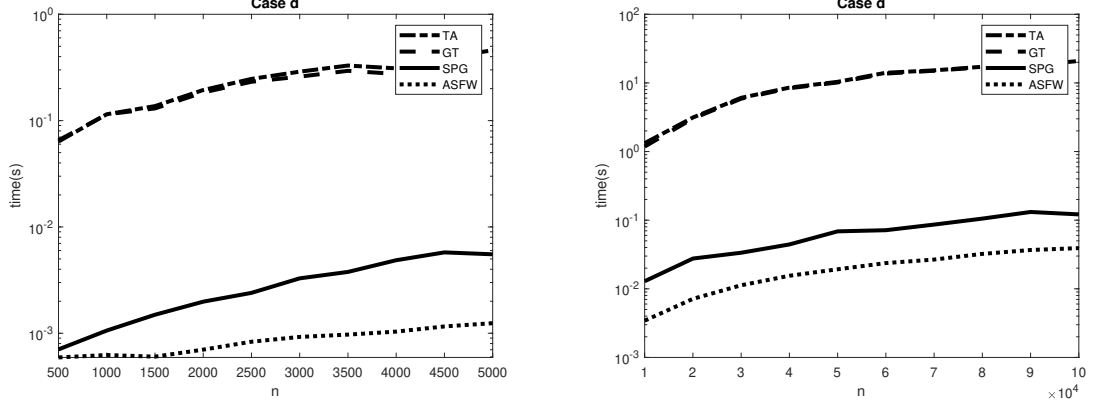 Case d
10^0
10^-1
10^-2
10^-3
time(s)
TA
GT
SPG
ASFW
500 1000 1500 2000 2500 3000 3500 4000 4500 5000
n
Case d
10^2
10^1
10^0
10^-1
10^-2
10^-3
time(s)
TA
GT
SPG
ASFW
1 2 3 4 5 6 7 8 9 10
n
×10^4